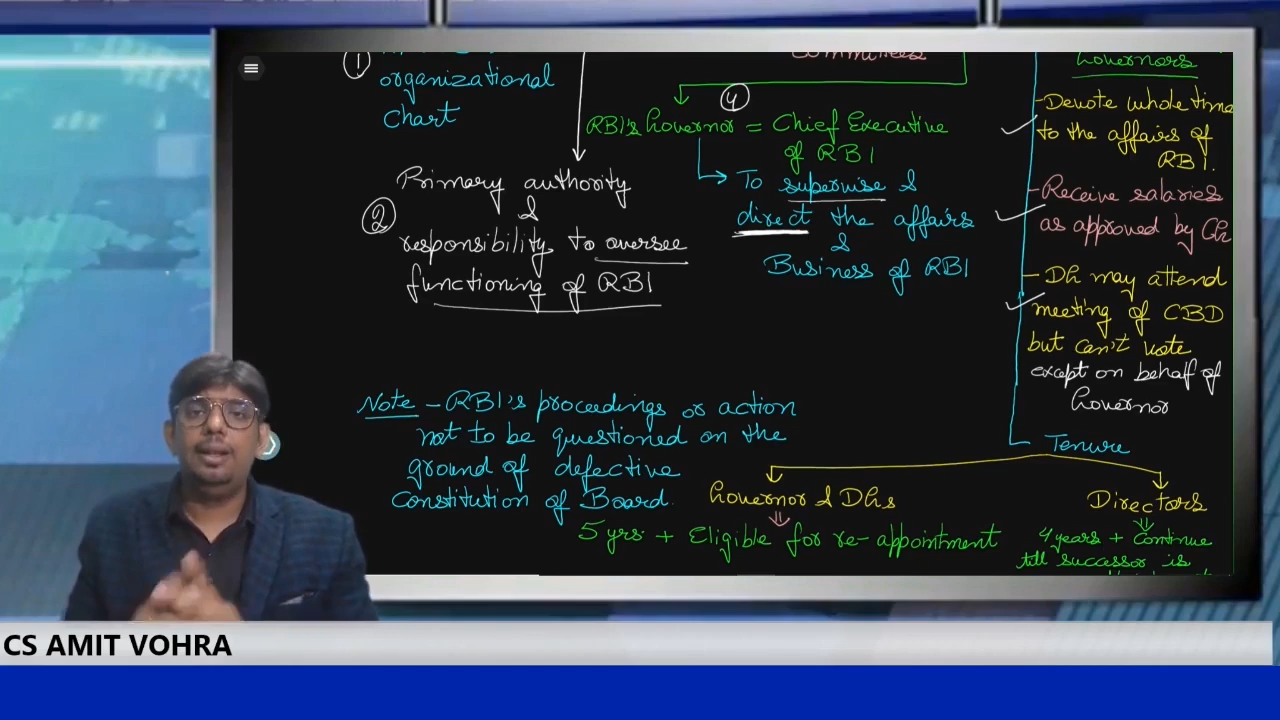 ①
organizational
chart
Committees
Primary authority
&
②
responsibility to oversee
functioning of RBI
④
RBI's Governor = Chief Executive
of RBI
To supervise &
direct the affairs
&
Business of RBI
Governors
Devote whole time
to the affairs of
RBI.
Receive salaries
as approved by CG
DG may attend
meeting of CBD
but can't vote
except on behalf of
Governor
Tenure
Note - RBI's proceedings or action
not to be questioned on the
ground of defective
Constitution of Board.
Governor & DGs
5 yrs + Eligible for re-appointment
Directors
4 years + Continue
till successor is
CS AMIT VOHRA